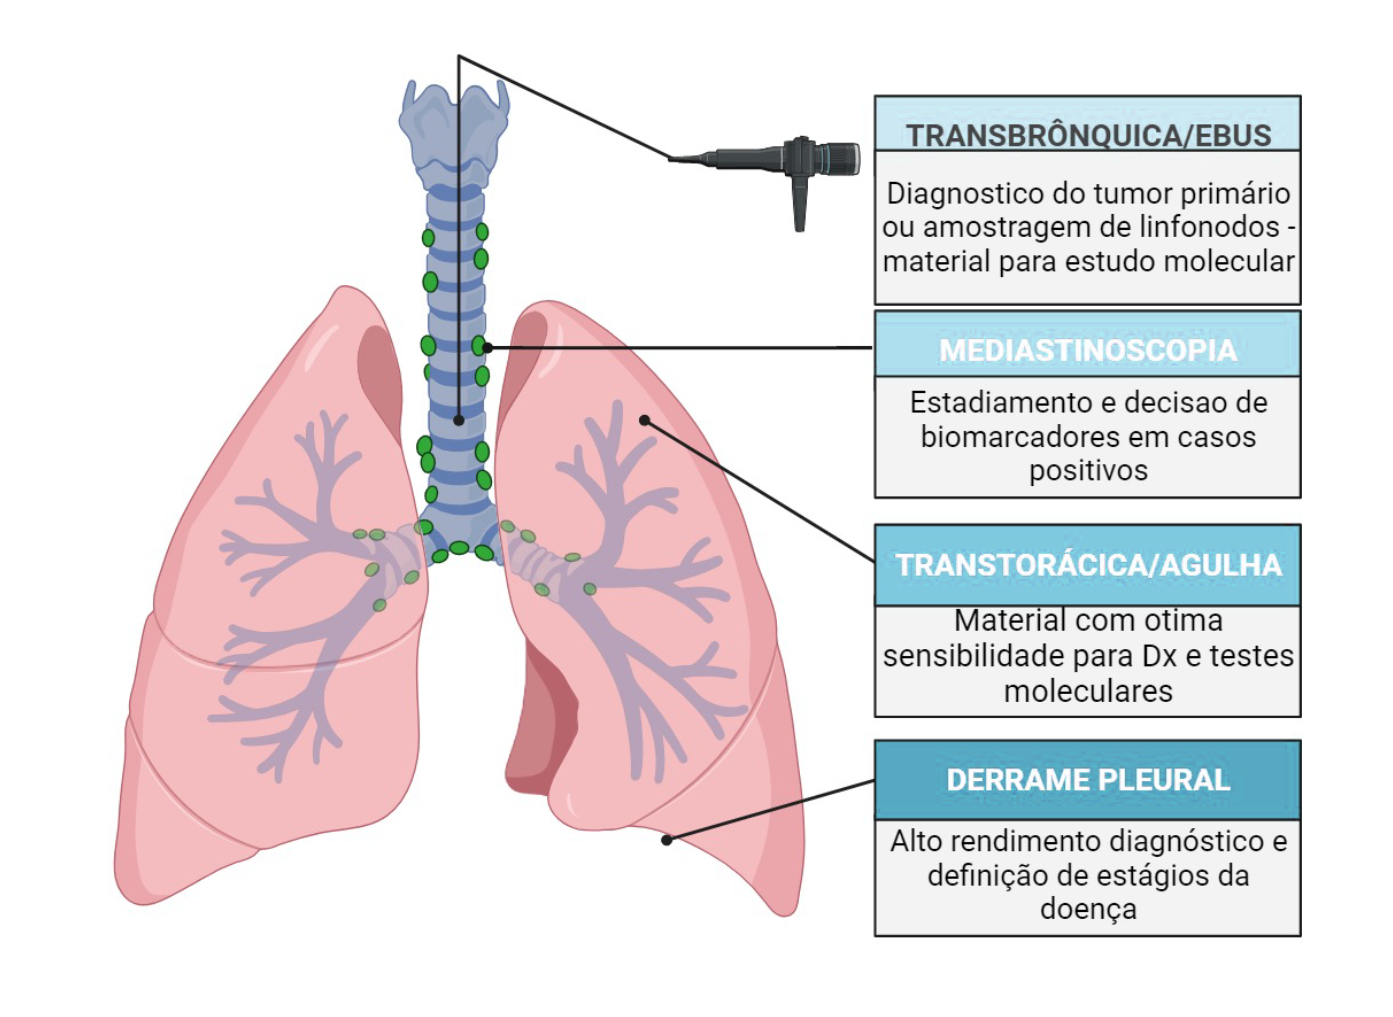 TRANSBRÔNQUICA/EBUS
Diagnostico do tumor primário
ou amostragem de linfonodos -
material para estudo molecular
MEDIASTINOSCOPIA
Estadiamento e decisao de
biomarcadores em casos
positivos
TRANSTORÁCICA/AGULHA
Material com otima
sensibilidade para Dx e testes
moleculares
DERRAME PLEURAL
Alto rendimento diagnóstico e
definição de estágios da
doença